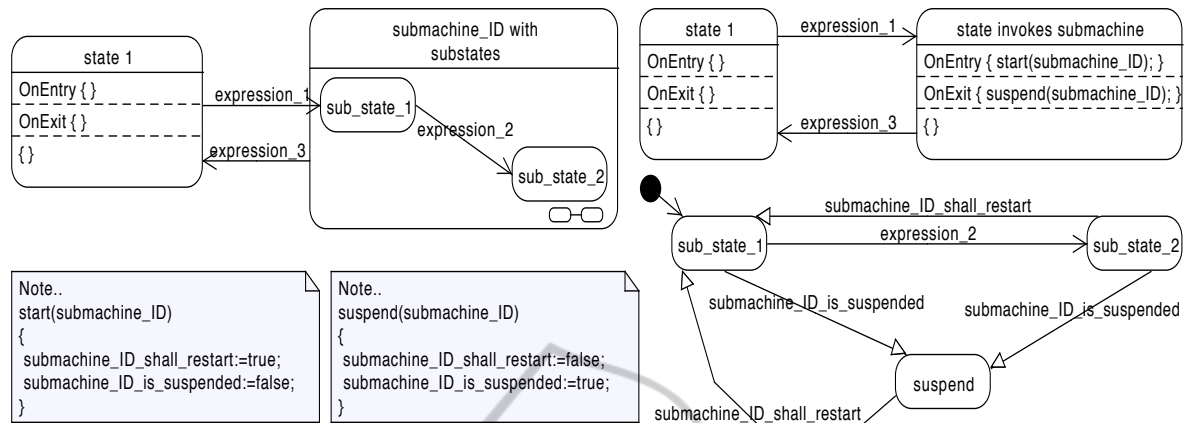 state 1
OnEntry { }
OnExit { }
{ }
expression_1
expression_3
submachine_ID with
substates
sub_state_1
expression_2
sub_state_2
state 1
OnEntry { }
OnExit { }
{ }
expression_1
expression_3
state invokes submachine
OnEntry { start(submachine_ID); }
OnExit { suspend(submachine_ID); }
{ }
submachine_ID_shall_restart
sub_state_1
expression_2
sub_state_2
submachine_ID_is_suspended
submachine_ID_is_suspended
suspend
submachine_ID_shall_restart
Note..
start(submachine_ID)
{
submachine_ID_shall_restart:=true;
submachine_ID_is_suspended:=false;
}
Note..
suspend(submachine_ID)
{
submachine_ID_shall_restart:=false;
submachine_ID_is_suspended:=true;
}